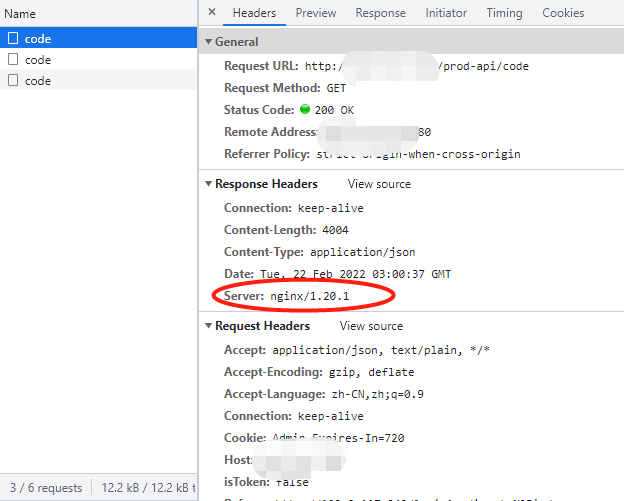 Name
code
code
code
3 / 6 requests
12.2 kB / 12.2 kB t
× Headers Preview Response Initiator Timing Cookies
General
Request URL: http:/ /prod-api/code
Request Method: GET
Status Code: 200 OK
Remote Address: 80
Referrer Policy: strict-origin-when-cross-origin
Response Headers View source
Connection: keep-alive
Content-Length: 4004
Content-Type: application/json
Date: Tue, 22 Feb 2022 03:00:37 GMT
Server: nginx/1.20.1
Request Headers View source
Accept: application/json, text/plain, */*
Accept-Encoding: gzip, deflate
Accept-Language: zh-CN,zh;q=0.9
Connection: keep-alive
Cookie: Admin-Expires-In=720
Host:
isToken: false